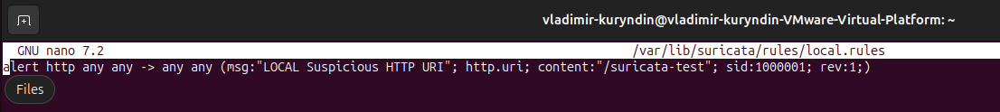 vladimir-kuryndin@vladimir-kuryndin-VMware-Virtual-Platform: ~
GNU nano 7.2 /var/lib/suricata/rules/local.rules
alert http any any -> any any (msg:"LOCAL Suspicious HTTP URI"; http.uri; content:"/suricata-test"; sid:1000001; rev:1;)
Files